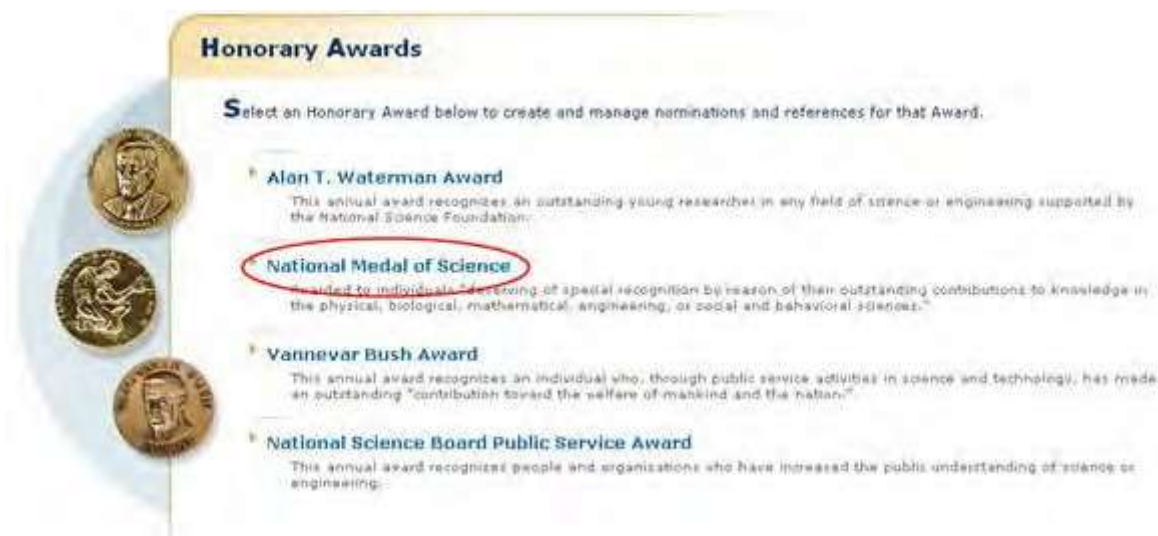 Honorary Awards
Select an Honorary Award below to create and manage nominations and references for that Award.
Alan T. Waterman Award
This annual award recognizes an outstanding young researcher in any field of science or engineering supported by
the National Science Foundation.
National Medal of Science
Awarded to individuals "deserving of special recognition by reason of their outstanding contributions to knowledge in
the physical, biological, mathematical, engineering, or social and behavioral sciences."
Vannevar Bush Award
This annual award recognizes an individual who, through public service activities in science and technology, has made
an outstanding "contribution toward the welfare of mankind and the nation".
National Science Board Public Service Award
This annual award recognizes people and organizations who have increased the public understanding of science or
engineering.